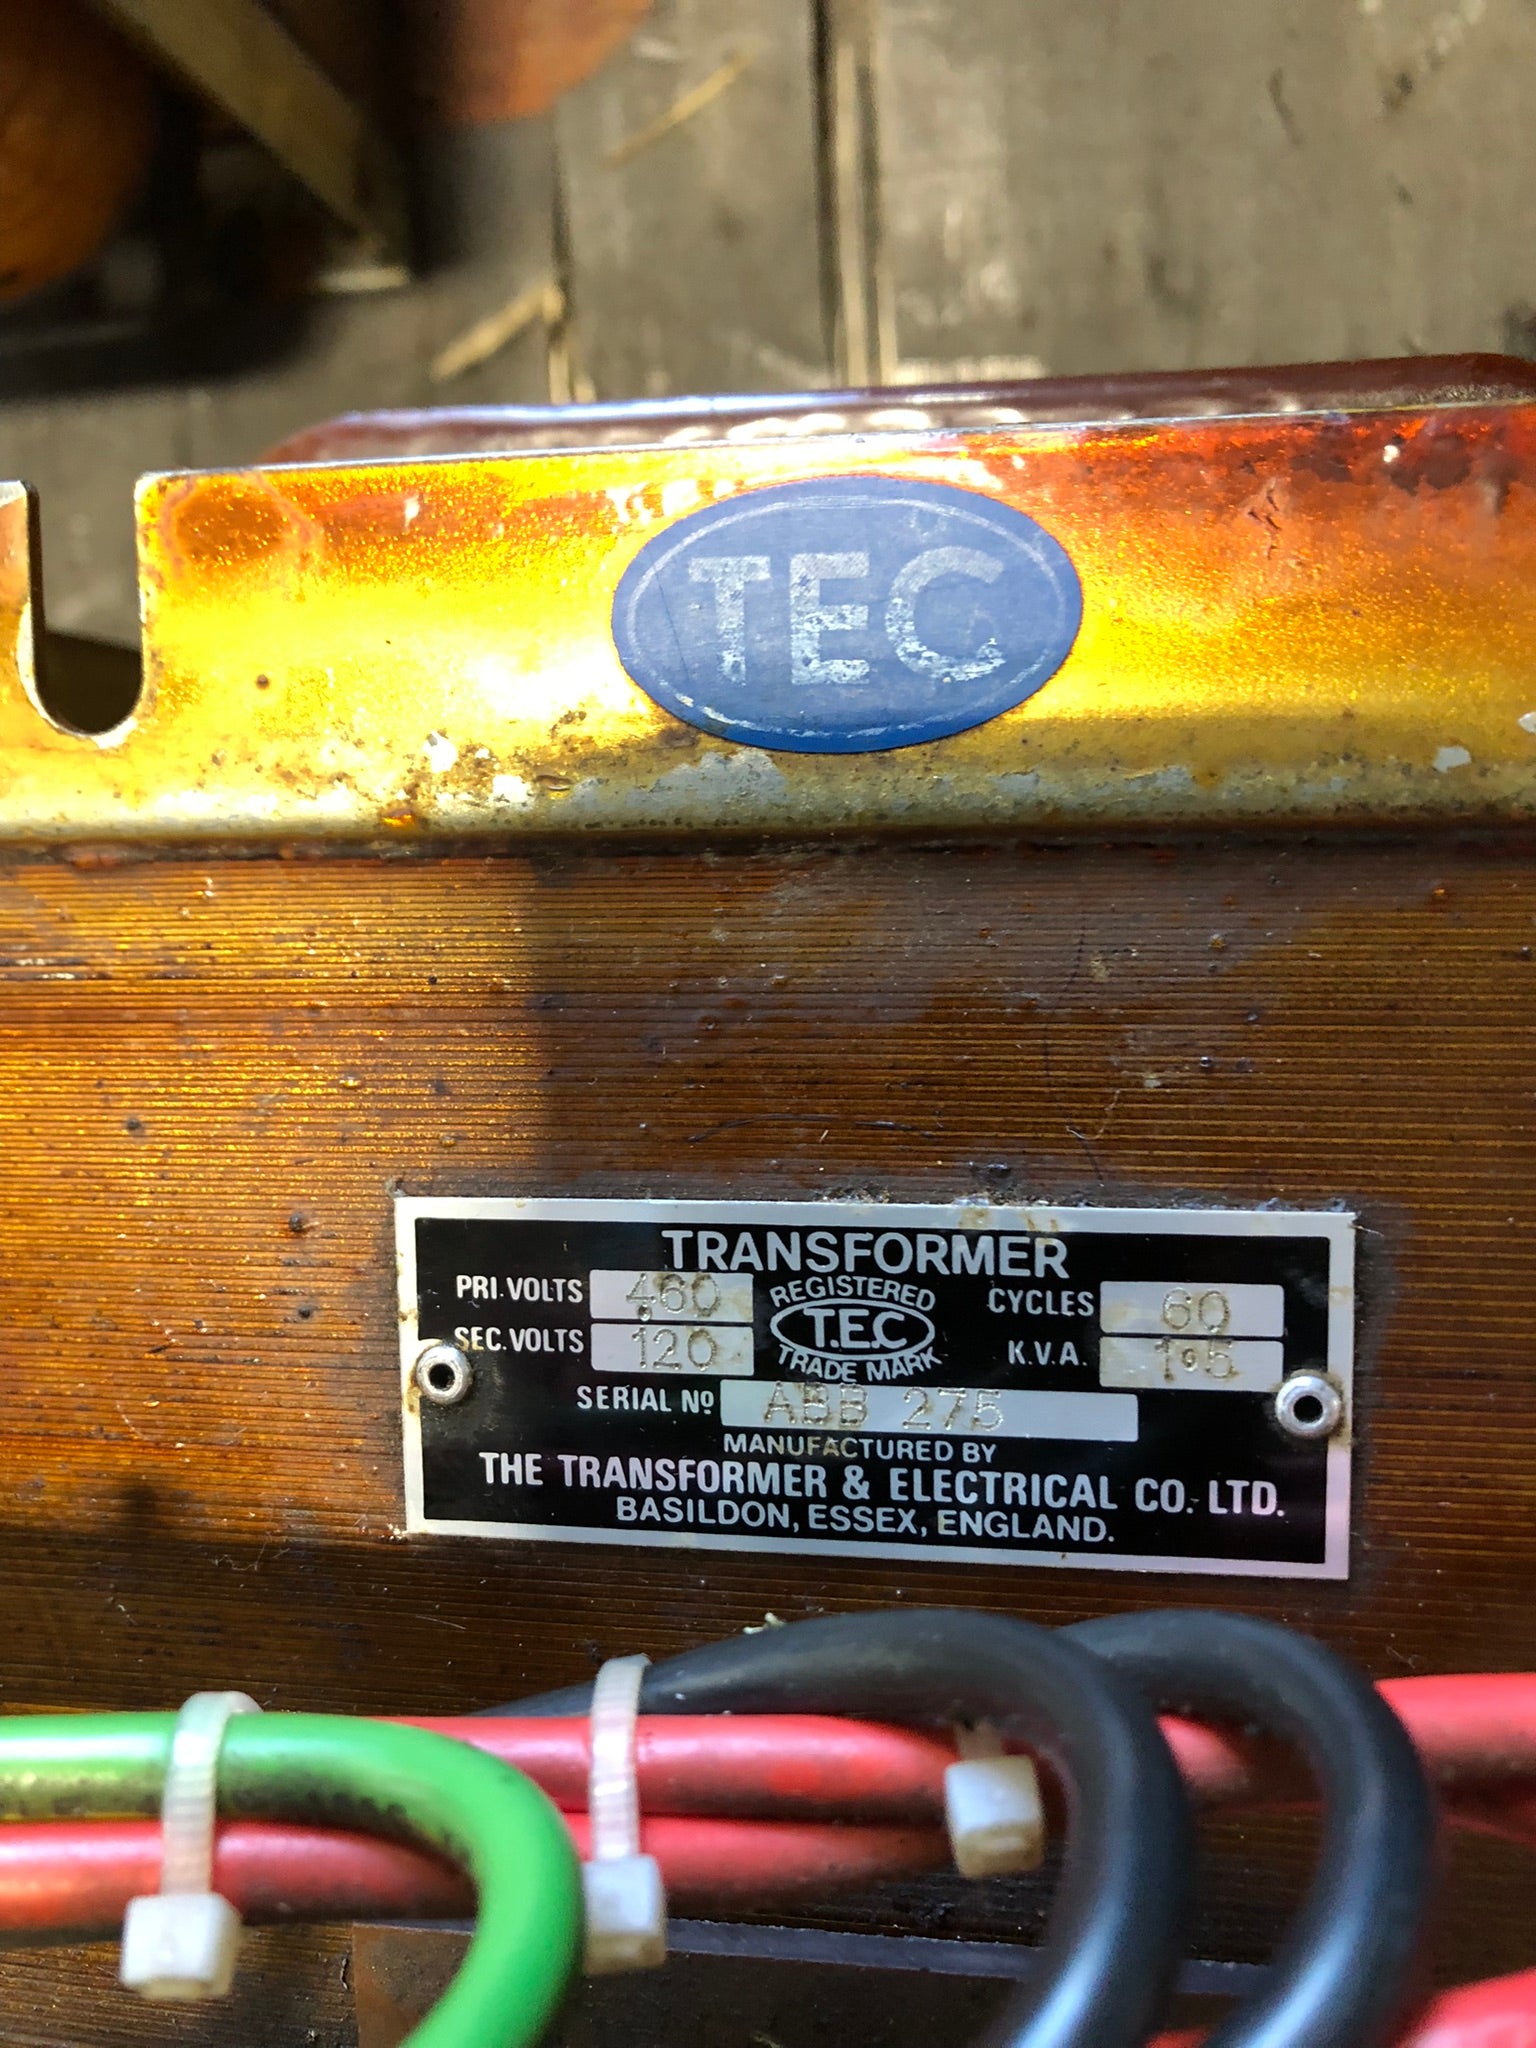 TEC
TRANSFORMER
PRI. VOLTS 460
SEC. VOLTS 120
REGISTERED
T.E.C
TRADE MARK
CYCLES 60
K.V.A. 1.5
SERIAL Nº ABB 275
MANUFACTURED BY
THE TRANSFORMER & ELECTRICAL CO. LTD.
BASILDON, ESSEX, ENGLAND.